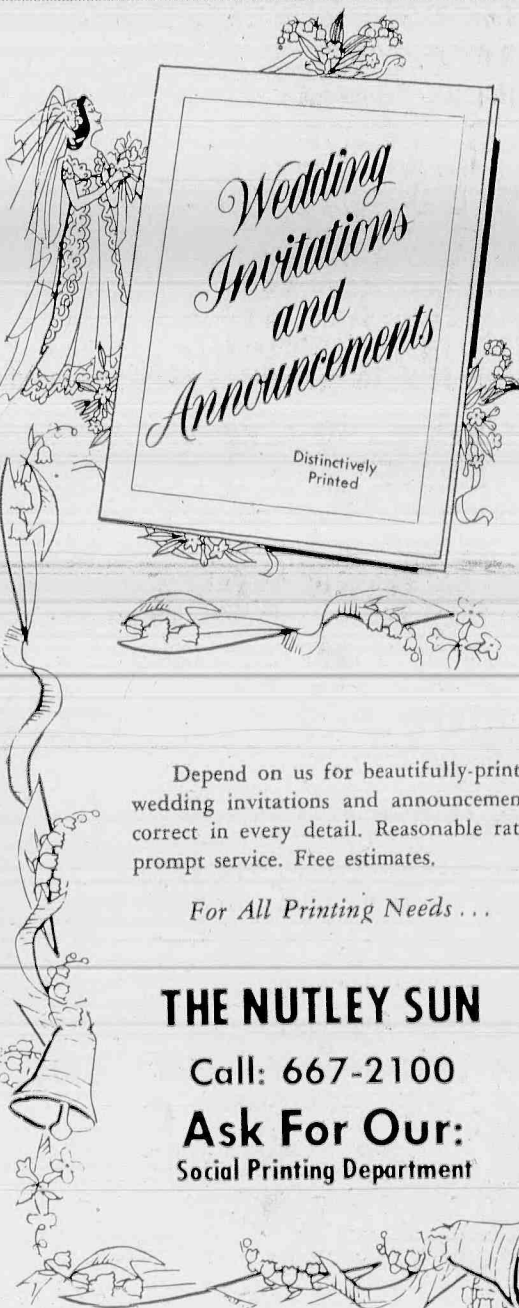 Wedding
Invitations
and
Announcements
Distinctively
Printed
Depend on us for beautifully-print
wedding invitations and announcemen
correct in every detail. Reasonable rat
prompt service. Free estimates.
For All Printing Needs ...
THE NUTLEY SUN
Call: 667-2100
Ask For Our:
Social Printing Department